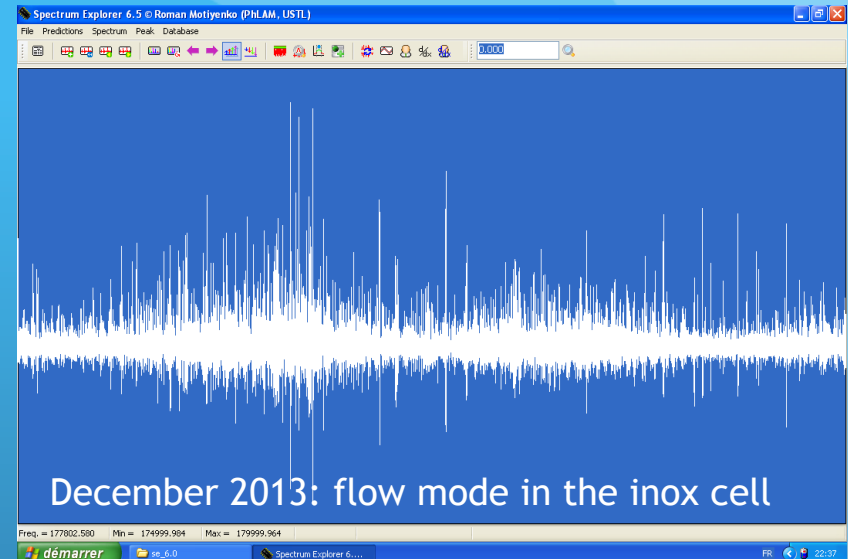 Spectrum Explorer 6.5 © Roman Motiyenko (PhLAM, USTL)
File Predictions Spectrum Peak Database
0.000
December 2013: flow mode in the inox cell
Freq. = 177802.580 Min = 174999.984 Max = 179999.964
démarrer se_6.0 Spectrum Explorer 6.... FR 22:37